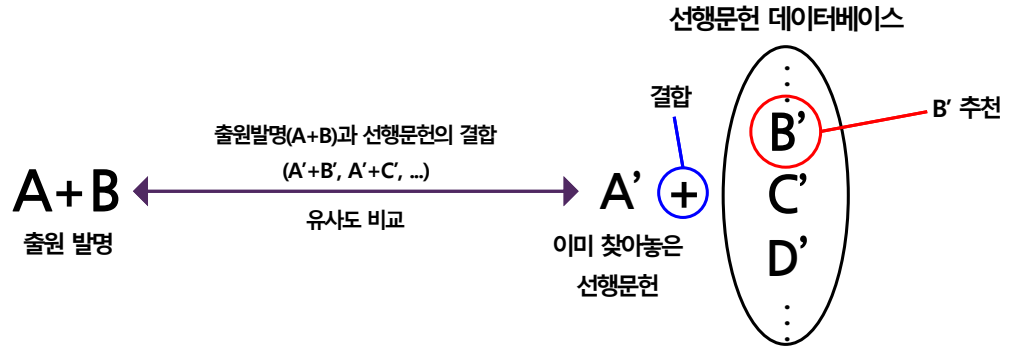 선행문헌 데이터베이스
결합
B' 추천
출원발명(A+B)과 선행문헌의 결합
(A'+B', A'+C', ...)
유사도 비교
A+B
출원 발명
A' +
이미 찾아놓은
선행문헌
⋮
B'
C'
D'
⋮